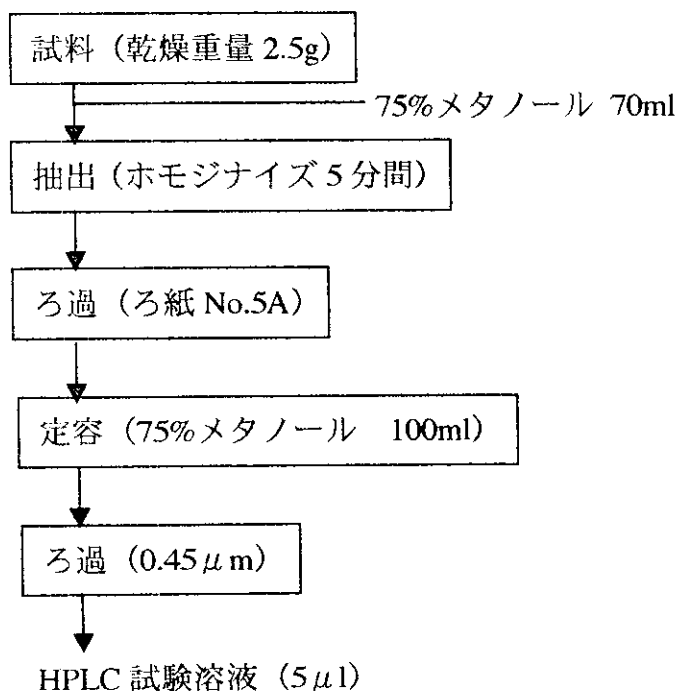 試料（乾燥重量 2.5g）
75%メタノール 70ml
抽出（ホモジナイズ 5 分間）
ろ過（ろ紙 No.5A）
定容（75%メタノール　100ml）
ろ過（0.45μm）
HPLC 試験溶液（5μl）